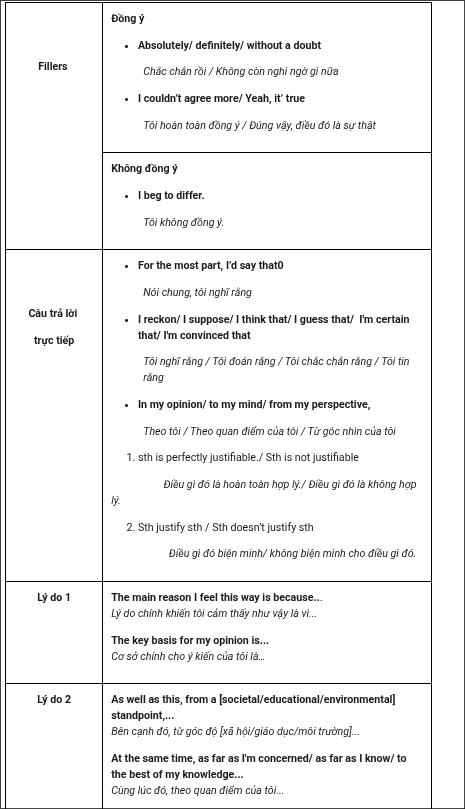 Fillers
Đồng ý
• Absolutely/ definitely/ without a doubt
Chắc chắn rồi / Không còn nghi ngờ gì nữa
• I couldn't agree more/ Yeah, it' true
Tôi hoàn toàn đồng ý / Đúng vậy, điều đó là sự thật
Không đồng ý
• I beg to differ.
Tôi không đồng ý.
Câu trả lời
trực tiếp
• For the most part, I'd say that0
Nói chung, tôi nghĩ rằng
• I reckon/ I suppose/ I think that/ I guess that/ I'm certain
that/ I'm convinced that
Tôi nghĩ rằng / Tôi đoán rằng / Tôi chắc chắn rằng / Tôi tin
rằng
• In my opinion/ to my mind/ from my perspective,
Theo tôi / Theo quan điểm của tôi / Từ góc nhìn của tôi
1. sth is perfectly justifiable./ Sth is not justifiable
Điều gì đó là hoàn toàn hợp lý./ Điều gì đó là không hợp
lý.
2. Sth justify sth / Sth doesn't justify sth
Điều gì đó biện minh/ không biện minh cho điều gì đó.
Lý do 1
The main reason I feel this way is because...
Lý do chính khiến tôi cảm thấy như vậy là vì...
The key basis for my opinion is...
Cơ sở chính cho ý kiến của tôi là...
Lý do 2
As well as this, from a [societal/educational/environmental]
standpoint,...
Bên cạnh đó, từ góc độ [xã hội/giáo dục/môi trường]...
At the same time, as far as I'm concerned/ as far as I know/ to
the best of my knowledge...
Cùng lúc đó, theo quan điểm của tôi...